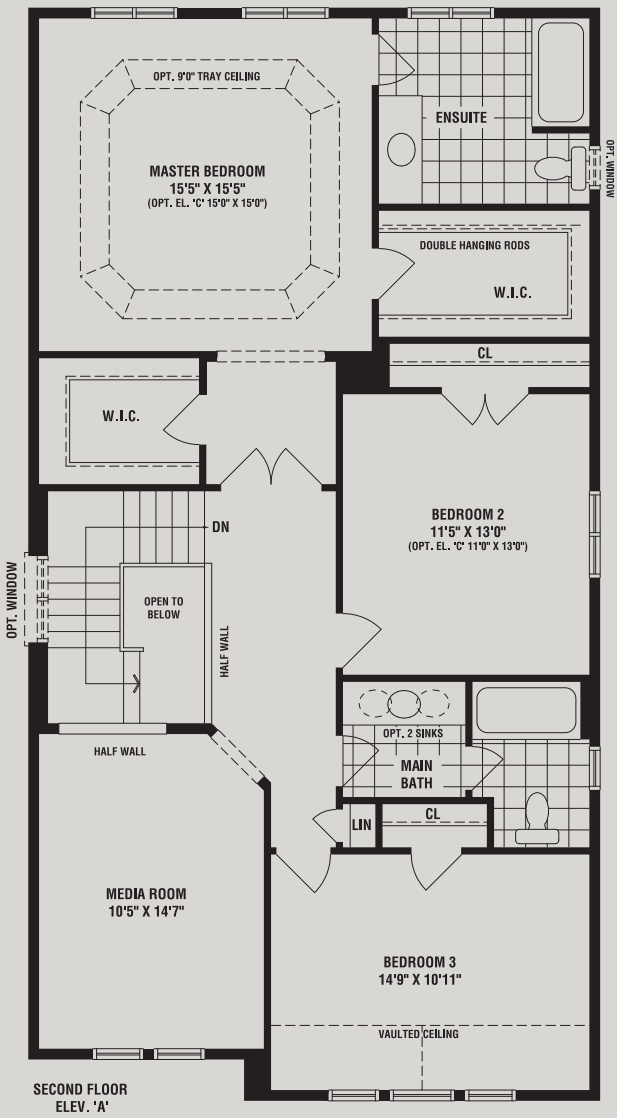 OPT. 9'0" TRAY CEILING
MASTER BEDROOM
15'5" X 15'5"
(OPT. EL. 'C' 15'0" X 15'0")
ENSUITE
OPT. WINDOW
DOUBLE HANGING RODS
W.I.C.
CL
W.I.C.
BEDROOM 2
11'5" X 13'0"
(OPT. EL. 'C' 11'0" X 13'0")
DN
OPT. WINDOW
OPEN TO
BELOW
HALF WALL
HALF WALL
OPT. 2 SINKS
MAIN
BATH
LIN
CL
MEDIA ROOM
10'5" X 14'7"
BEDROOM 3
14'9" X 10'11"
VAULTED CEILING
SECOND FLOOR
ELEV. 'A'